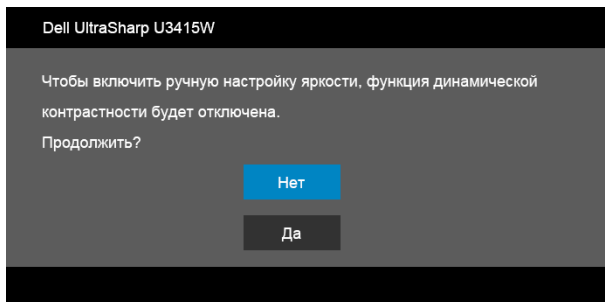 Dell UltraSharp U3415W
Чтобы включить ручную настройку яркости, функция динамической
контрастности будет отключена.
Продолжить?
Нет
Да